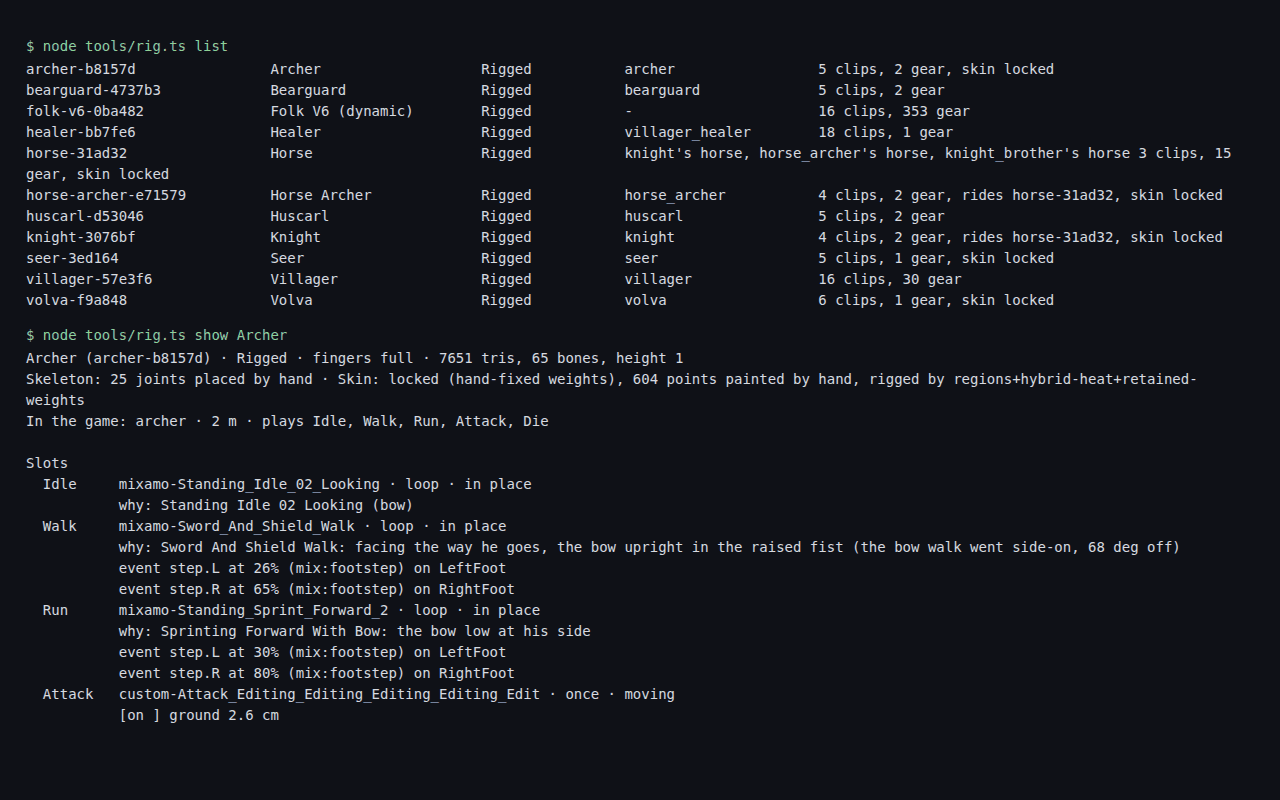 $ node tools/rig.ts list
archer-b8157d Archer Rigged archer 5 clips, 2 gear, skin locked
bearguard-4737b3 Bearguard Rigged bearguard 5 clips, 2 gear
folk-v6-0ba482 Folk V6 (dynamic) Rigged - 16 clips, 353 gear
healer-bb7fe6 Healer Rigged villager_healer 18 clips, 1 gear
horse-31ad32 Horse Rigged knight's horse, horse_archer's horse, knight_brother's horse 3 clips, 15
gear, skin locked
horse-archer-e71579 Horse Archer Rigged horse_archer 4 clips, 2 gear, rides horse-31ad32, skin locked
huscarl-d53046 Huscarl Rigged huscarl 5 clips, 2 gear
knight-3076bf Knight Rigged knight 4 clips, 2 gear, rides horse-31ad32, skin locked
seer-3ed164 Seer Rigged seer 5 clips, 1 gear, skin locked
villager-57e3f6 Villager Rigged villager 16 clips, 30 gear
volva-f9a848 Volva Rigged volva 6 clips, 1 gear, skin locked
$ node tools/rig.ts show Archer
Archer (archer-b8157d) · Rigged · fingers full · 7651 tris, 65 bones, height 1
Skeleton: 25 joints placed by hand · Skin: locked (hand-fixed weights), 604 points painted by hand, rigged by regions+hybrid-heat+retained-
weights
In the game: archer · 2 m · plays Idle, Walk, Run, Attack, Die
Slots
Idle mixamo-Standing_Idle_02_Looking · loop · in place
why: Standing Idle 02 Looking (bow)
Walk mixamo-Sword_And_Shield_Walk · loop · in place
why: Sword And Shield Walk: facing the way he goes, the bow upright in the raised fist (the bow walk went side-on, 68 deg off)
event step.L at 26% (mix:footstep) on LeftFoot
event step.R at 65% (mix:footstep) on RightFoot
Run mixamo-Standing_Sprint_Forward_2 · loop · in place
why: Sprinting Forward With Bow: the bow low at his side
event step.L at 30% (mix:footstep) on LeftFoot
event step.R at 80% (mix:footstep) on RightFoot
Attack custom-Attack_Editing_Editing_Editing_Editing_Edit · once · moving
[on ] ground 2.6 cm